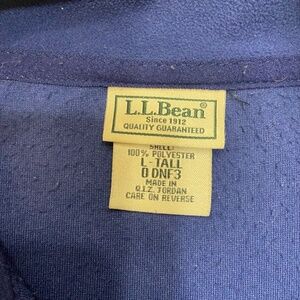 L.L.Bean®
Since 1912
QUALITY GUARANTEED
SHELL:
100% POLYESTER
L - TALL
0 DNF3
MADE IN
Q.I.Z. JORDAN
CARE ON REVERSE